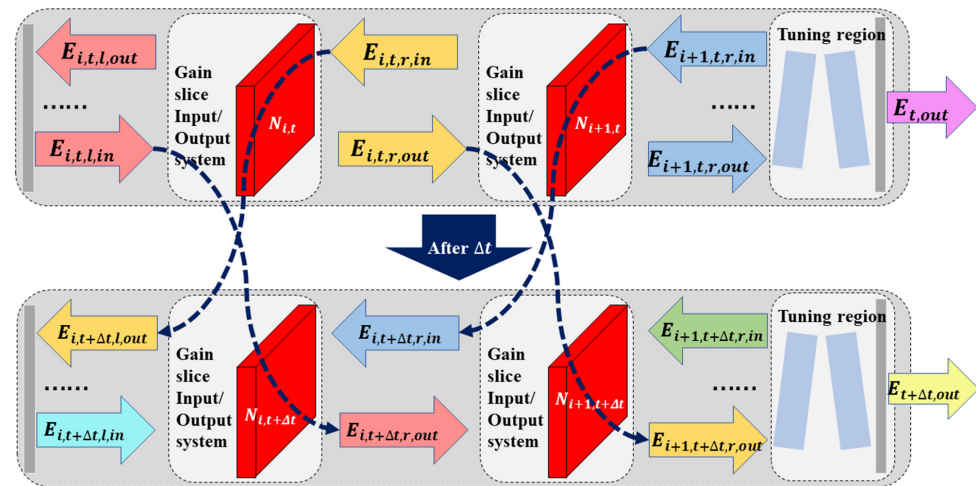 E_{i,t,l,out}
Gain
slice
Input/
Output
system
N_{i,t}
E_{i,t,r,in}
Gain
slice
Input/
Output
system
N_{i+1,t}
E_{i+1,t,r,in}
Tuning region
......
......
E_{i,t,l,in}
E_{i,t,r,out}
E_{i+1,t,r,out}
E_{t,out}
After Δt
E_{i,t+Δt,l,out}
Gain
slice
Input/
Output
system
N_{i,t+Δt}
E_{i,t+Δt,r,in}
Gain
slice
Input/
Output
system
N_{i+1,t+Δt}
E_{i+1,t+Δt,r,in}
Tuning region
......
......
E_{i,t+Δt,l,in}
E_{i,t+Δt,r,out}
E_{i+1,t+Δt,r,out}
E_{t+Δt,out}